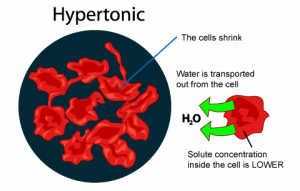 Hypertonic
The cells shrink
Water is transported
out from the cell
H₂O
Solute concentration
inside the cell is LOWER